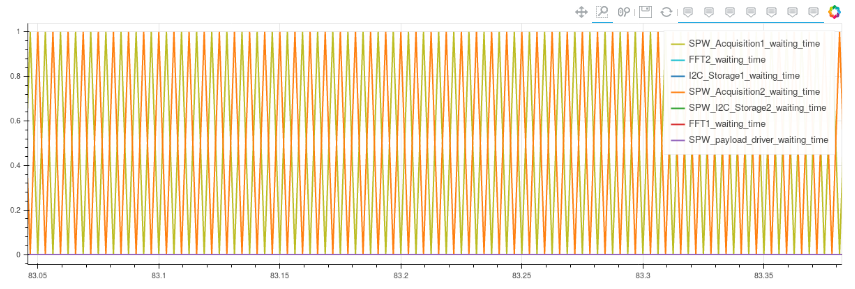 1
0.8
0.6
0.4
0.2
0
SPW_Acquisition1_waiting_time
FFT2_waiting_time
I2C_Storage1_waiting_time
SPW_Acquisition2_waiting_time
SPW_I2C_Storage2_waiting_time
FFT1_waiting_time
SPW_payload_driver_waiting_time
83.05
83.1
83.15
83.2
83.25
83.3
83.35